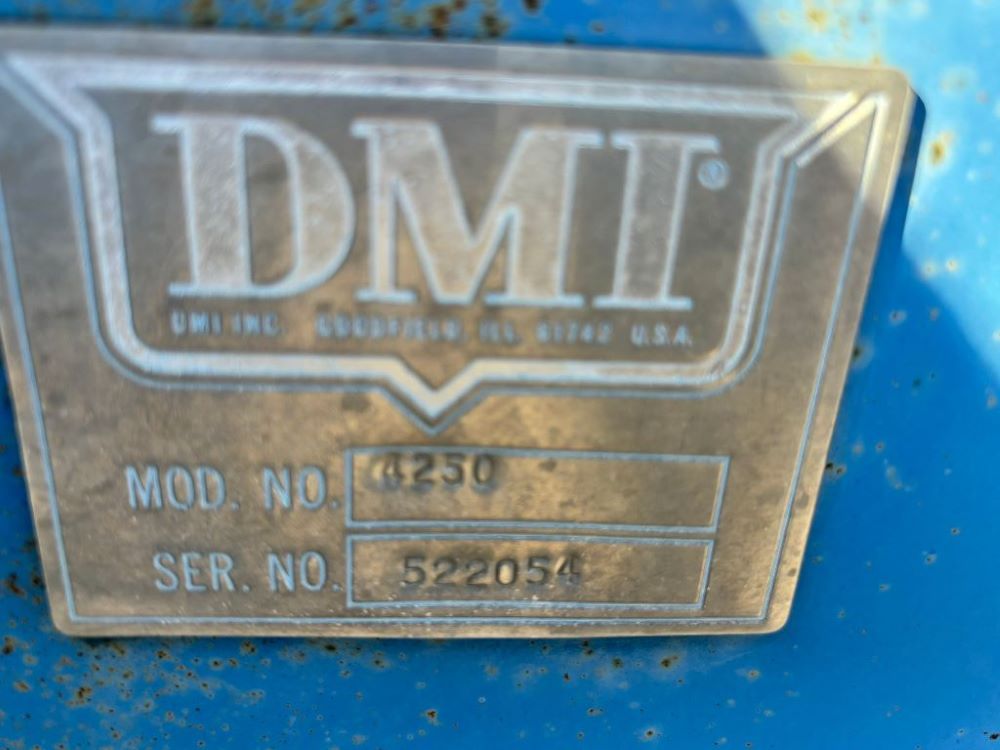 DMI®
DMI INC. GOODFIELD, ILL. 61742 U.S.A.
MOD. NO. 4250
SER. NO. 522054